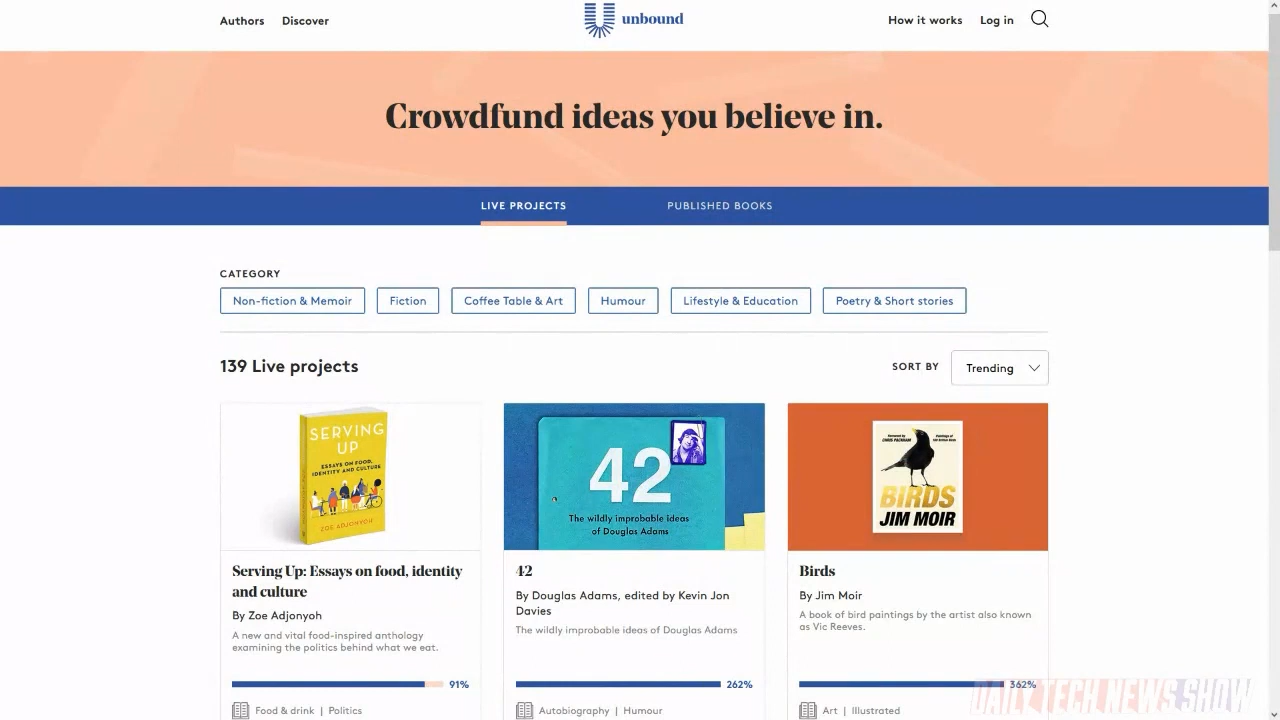 Authors Discover unbound How it works Log in
Crowdfund ideas you believe in.
LIVE PROJECTS PUBLISHED BOOKS
CATEGORY
Non-fiction & Memoir Fiction Coffee Table & Art Humour Lifestyle & Education Poetry & Short stories
139 Live projects SORT BY Trending
SERVING
UP
ESSAYS ON FOOD,
IDENTITY AND CULTURE
ZOE ADJONYOH
42
The wildly improbable ideas
of Douglas Adams
BIRDS
JIM MOIR
Serving Up: Essays on food, identity
and culture
By Zoe Adjonyoh
A new and vital food-inspired anthology
examining the politics behind what we eat.
91%
Food & drink | Politics
42
By Douglas Adams, edited by Kevin Jon
Davies
The wildly improbable ideas of Douglas Adams
262%
Autobiography | Humour
Birds
By Jim Moir
A book of bird paintings by the artist also known
as Vic Reeves.
362%
Art | Illustrated
DAILY TECH NEWS SHOW